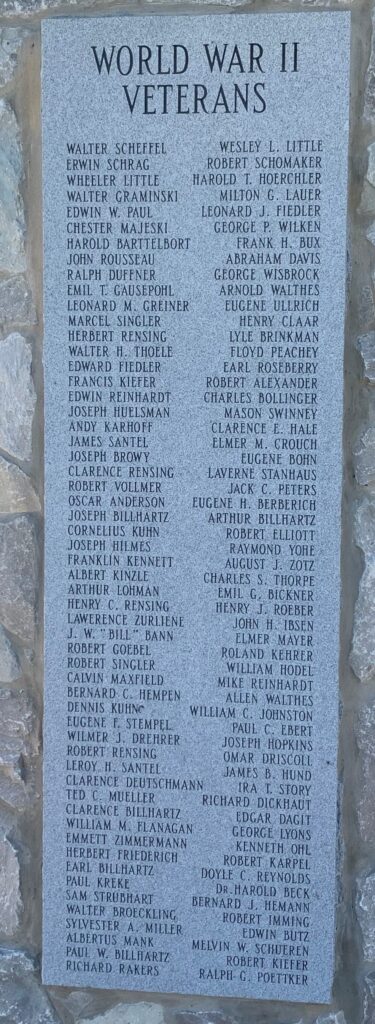 WORLD WAR II
VETERANS
WALTER SCHEFFEL
ERWIN SCHRAG
WHEELER LITTLE
WALTER GRAMINSKI
EDWIN W. PAUL
CHESTER MAJESKI
HAROLD BARTTELBORT
JOHN ROUSSEAU
RALPH DUFFNER
EMIL T. GAUSEPOHL
LEONARD M. GREINER
MARCEL SINGLER
HERBERT RENSING
WALTER H. THOELE
EDWARD FIEDLER
FRANCIS KIEFER
EDWIN REINHARDT
JOSEPH HUELSMAN
ANDY KARHOFF
JAMES SANTEL
JOSEPH BROWY
CLARENCE RENSING
ROBERT VOLLMER
OSCAR ANDERSON
JOSEPH BILLHARTZ
CORNELIUS KUHN
JOSEPH HILMES
FRANKLIN KENNETT
ALBERT KINZLE
ARTHUR LOHMAN
HENRY C. RENSING
LAWERENCE ZURLIENE
J. W. "BILL" BANN
ROBERT GOEBEL
ROBERT SINGLER
CALVIN MAXFIELD
BERNARD C. HEMPEN
DENNIS KUHN
EUGENE F. STEMPEL
WILMER J. DREHRER
ROBERT RENSING
LEROY H. SANTEL
CLARENCE DEUTSCHMANN
TED C. MUELLER
CLARENCE BILLHARTZ
WILLIAM M. FLANAGAN
EMMETT ZIMMERMANN
HERBERT FRIEDERICH
EARL BILLHARTZ
PAUL KREKE
SAM STRUBHART
WALTER BROECKLING
SYLVESTER A. MILLER
ALBERTUS MANK
PAUL W. BILLHARTZ
RICHARD RAKERS
WESLEY L. LITTLE
ROBERT SCHOMAKER
HAROLD T. HOERCHLER
MILTON G. LAUER
LEONARD J. FIEDLER
GEORGE P. WILKEN
FRANK H. BUX
ABRAHAM DAVIS
GEORGE WISBROCK
ARNOLD WALTHES
EUGENE ULLRICH
HENRY CLAAR
LYLE BRINKMAN
FLOYD PEACHEY
EARL ROSEBERRY
ROBERT ALEXANDER
CHARLES BOLLINGER
MASON SWINNEY
CLARENCE E. HALE
ELMER M. CROUCH
EUGENE BOHN
LAVERNE STANHAUS
JACK C. PETERS
EUGENE H. BERBERICH
ARTHUR BILLHARTZ
ROBERT ELLIOTT
RAYMOND YOHE
AUGUST J. ZOTZ
CHARLES S. THORPE
EMIL G. BICKNER
HENRY J. ROEBER
JOHN H. IBSEN
ELMER MAYER
ROLAND KEHRER
WILLIAM HODEL
MIKE REINHARDT
ALLEN WALTHES
WILLIAM C. JOHNSTON
PAUL C. EBERT
JOSEPH HOPKINS
OMAR DRISCOLL
JAMES B. HUND
IRA T. STORY
RICHARD DICKHAUT
EDGAR DAGIT
GEORGE LYONS
KENNETH OHL
ROBERT KARPEL
DOYLE C. REYNOLDS
DR. HAROLD BECK
BERNARD J. HEMANN
ROBERT IMMING
EDWIN BUTZ
MELVIN W. SCHUEREN
ROBERT KIEFER
RALPH G. POETTKER